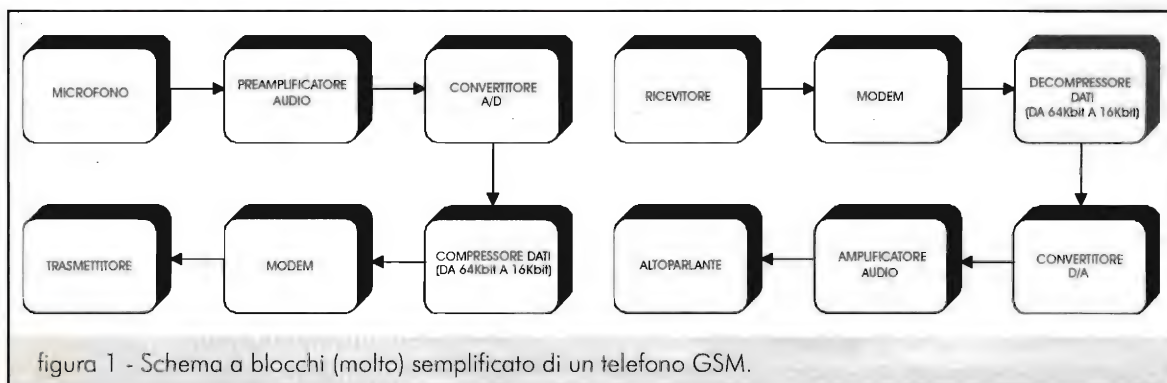 MICROFONO
PREAMPLIFICATORE
AUDIO
CONVERTITORE
A/D
TRASMETTITORE
MODEM
COMPRESSORE DATI
(DA 64Kbit A 16Kbit)
RICEVITORE
MODEM
DECOMPRESSORE
DATI
(DA 64Kbit A 16Kbit)
ALTOPARLANTE
AMPLIFICATORE
AUDIO
CONVERTITORE
D/A
figura 1 - Schema a blocchi (molto) semplificato di un telefono GSM.